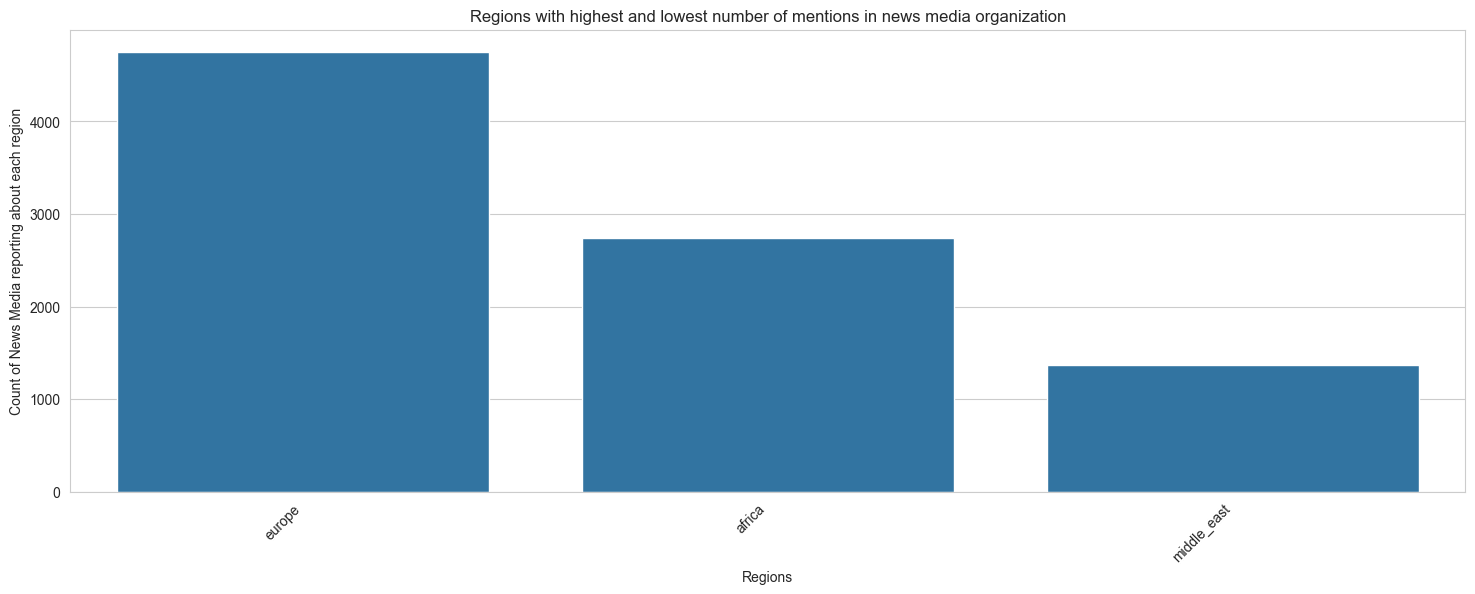 Regions with highest and lowest number of mentions in news media organization
Count of News Media reporting about each region
4000
3000
2000
1000
0
europe
africa
middle_east
Regions